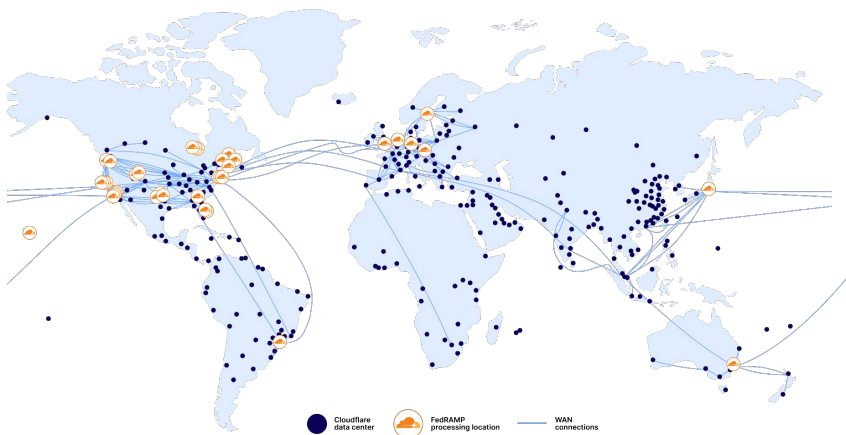 Cloudflare
data center
FedRAMP
processing location
WAN
connections